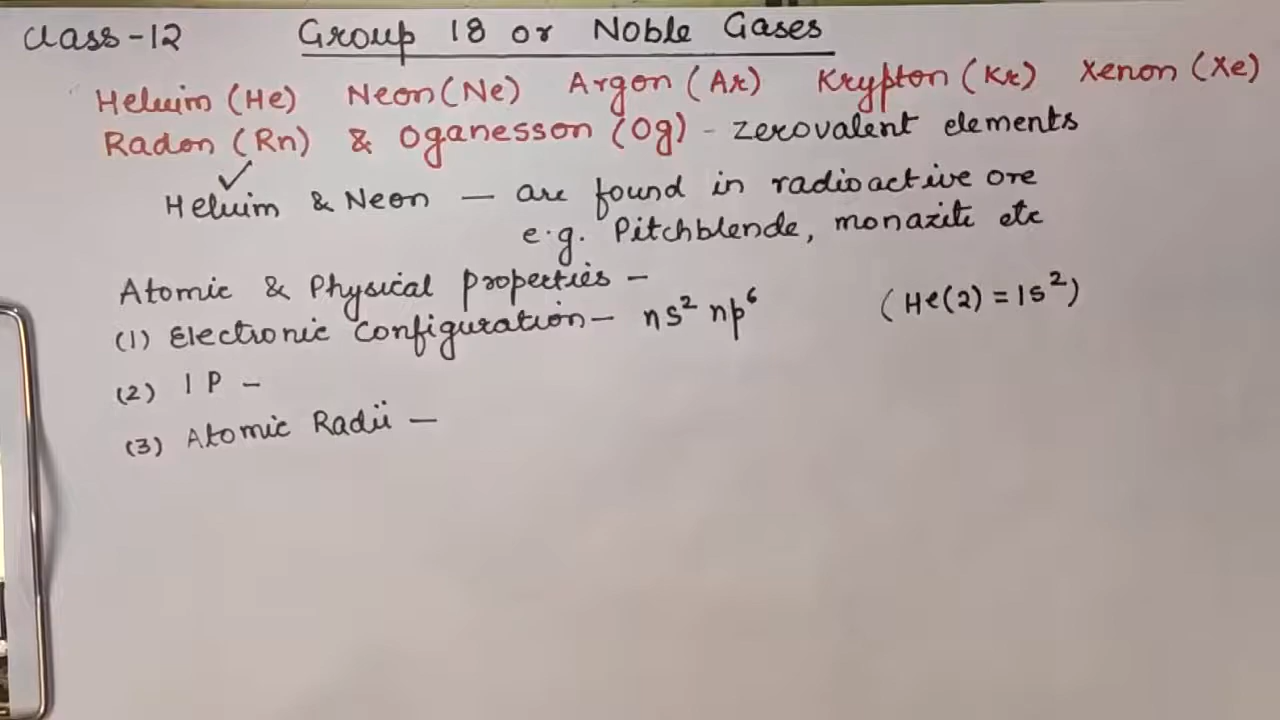 Class-12 Group 18 or Noble Gases
Heluim (He) Neon (Ne) Argon (Ar) Krypton (Kr) Xenon (Xe)
Radon (Rn) & Oganesson (Og) - zerovalent elements
Heluim & Neon — are found in radioactive ore
e.g. Pitchblende, monazite etc
Atomic & Physical properties -
(1) Electronic Configuration - ns² np⁶ (He(2) = 1s²)
(2) IP -
(3) Atomic Radii -